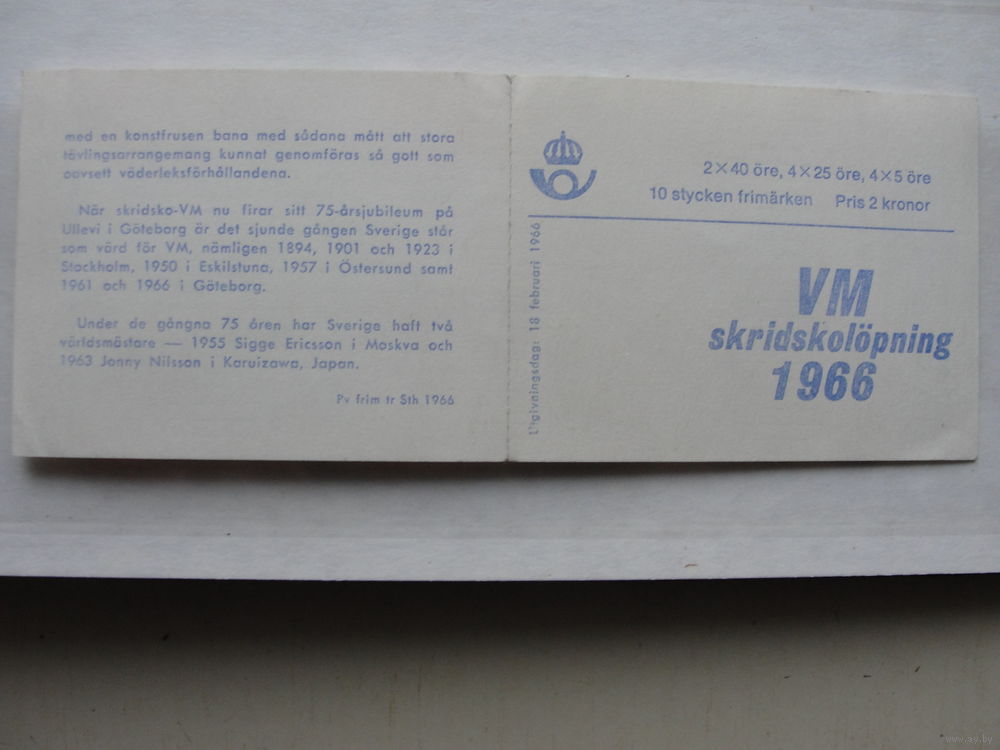 med en konstfrusen bana med sådana mått att stora
tävlingsarrangemang kunnat genomföras så gott som
oavsett väderleksförhållandena.
När skridsko-VM nu firar sitt 75-årsjubileum på
Ullevi i Göteborg är det sjunde gången Sverige står
som värd för VM, nämligen 1894, 1901 och 1923 i
Stockholm, 1950 i Eskilstuna, 1957 i Östersund samt
1961 och 1966 i Göteborg.
Under de gångna 75 åren har Sverige haft två
världsmästare — 1955 Sigge Ericsson i Moskva och
1963 Jonny Nilsson i Karuizawa, Japan.
Pv frim tr Sth 1966
Utgivningsdag: 18 februari 1966
2×40 öre, 4×25 öre, 4×5 öre
10 stycken frimärken Pris 2 kronor
VM
skridskolöpning
1966
www.ay.by